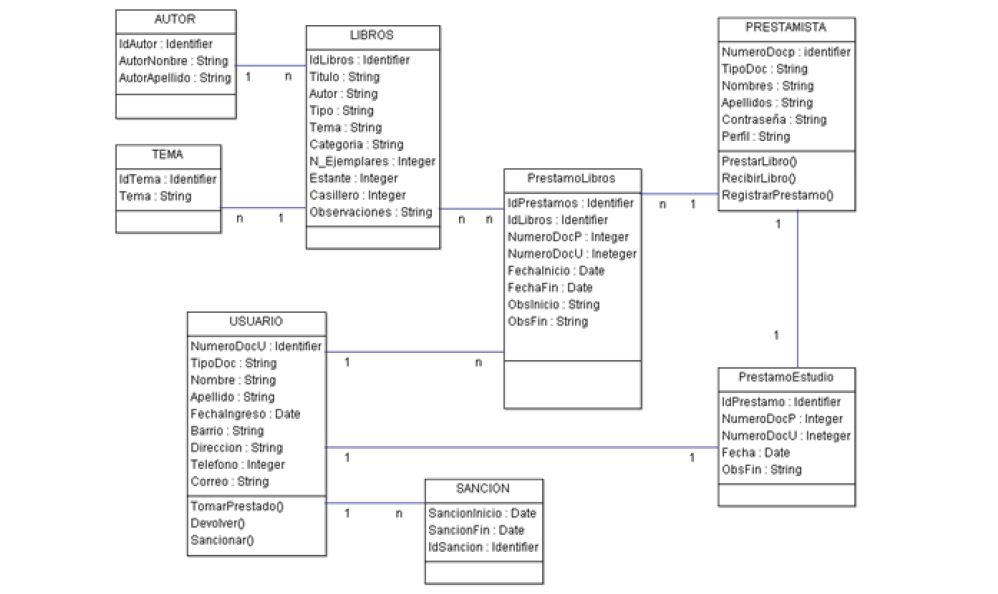 AUTOR
IdAutor : Identifier
AutorNonbre : String
AutorApellido : String
1
n
LIBROS
IdLibros : Identifier
Titulo : String
Autor : String
Tipo : String
Tema : String
Categoria : String
N_Ejemplares : Integer
Estante : Integer
Casillero : Integer
Observaciones : String
TEMA
IdTema : Identifier
Tema : String
n
1
n
n
PrestamoLibros
IdPrestamos : Identifier
IdLibros : Identifier
NumeroDocP : Integer
NumeroDocU : Ineteger
FechaInicio : Date
FechaFin : Date
ObsInicio : String
ObsFin : String
n
1
PRESTAMISTA
NumeroDocp : identifier
TipoDoc : String
Nombres : String
Apellidos : String
Contraseña : String
Perfil : String
PrestarLibro()
RecibirLibro()
RegistrarPrestamo()
1
1
USUARIO
NumeroDocU : Identifier
TipoDoc : String
Nombre : String
Apellido : String
FechaIngreso : Date
Barrio : String
Direccion : String
Telefono : Integer
Correo : String
TomarPrestado()
Devolver()
Sancionar()
1
n
1
1
1
n
PrestamoEstudio
IdPrestamo : Identifier
NumeroDocP : Integer
NumeroDocU : Ineteger
Fecha : Date
ObsFin : String
SANCION
SancionInicio : Date
SancionFin : Date
IdSancion : Identifier